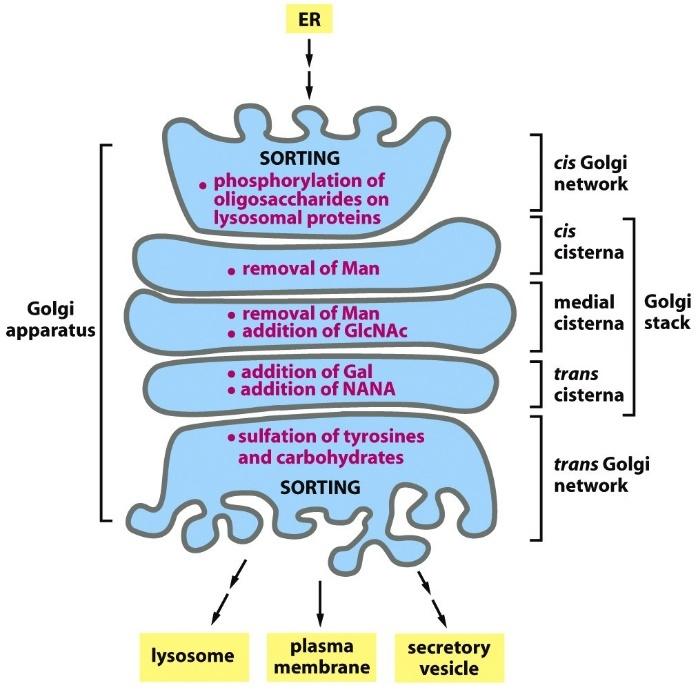 ER
SORTING
• phosphorylation of
oligosaccharides on
lysosomal proteins
• removal of Man
• removal of Man
• addition of GlcNAc
• addition of Gal
• addition of NANA
• sulfation of tyrosines
and carbohydrates
SORTING
Golgi
apparatus
cis Golgi
network
cis
cisterna
medial
cisterna
trans
cisterna
Golgi
stack
trans Golgi
network
lysosome
plasma
membrane
secretory
vesicle